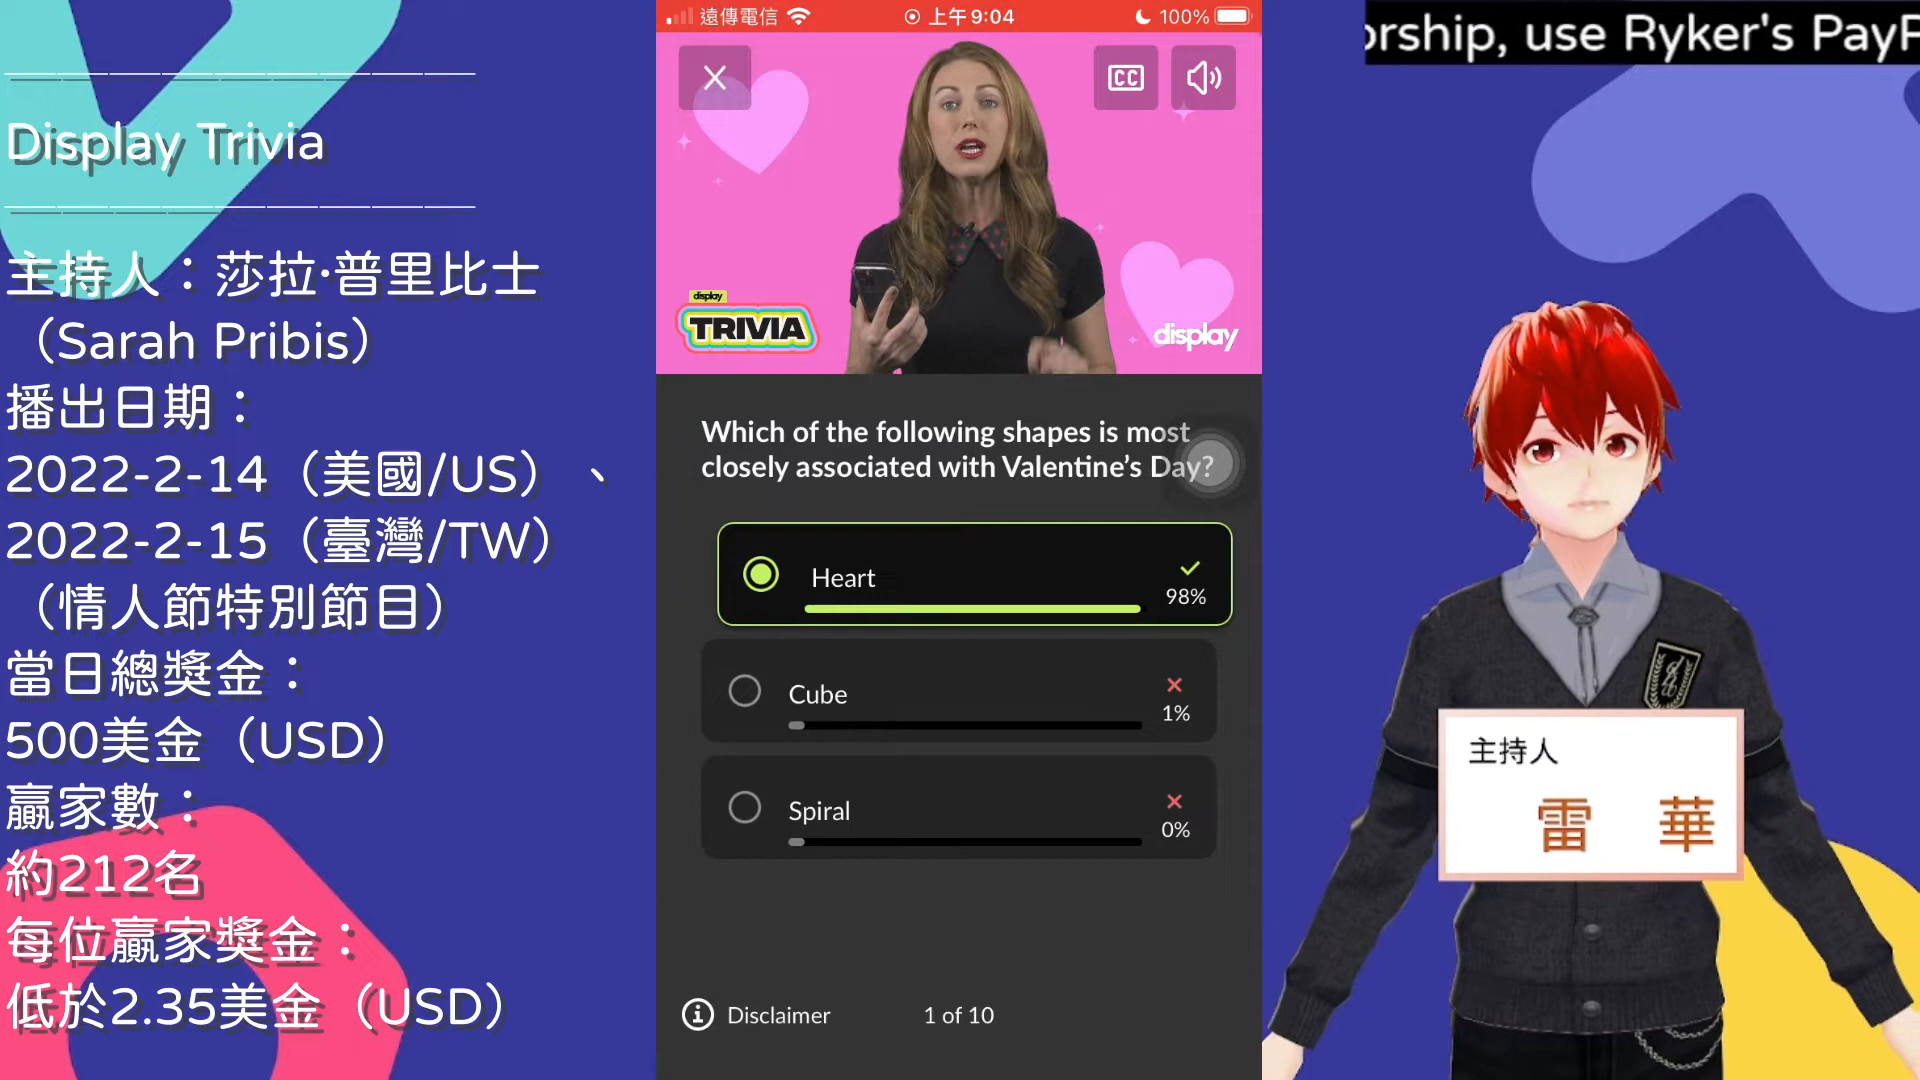 Display Trivia
主持人：莎拉·普里比士
（Sarah Pribis）
播出日期：
2022-2-14（美國/US）、
2022-2-15（臺灣/TW）
（情人節特別節目）
當日總獎金：
500美金（USD）
贏家數：
約212名
每位贏家獎金：
低於2.35美金（USD）
遠傳電信
上午9:04
100%
CC
display
TRIVIA
display
Which of the following shapes is most
closely associated with Valentine’s Day?
Heart
98%
Cube
1%
Spiral
0%
Disclaimer
1 of 10
orship, use Ryker's PayP
主持人
雷 華